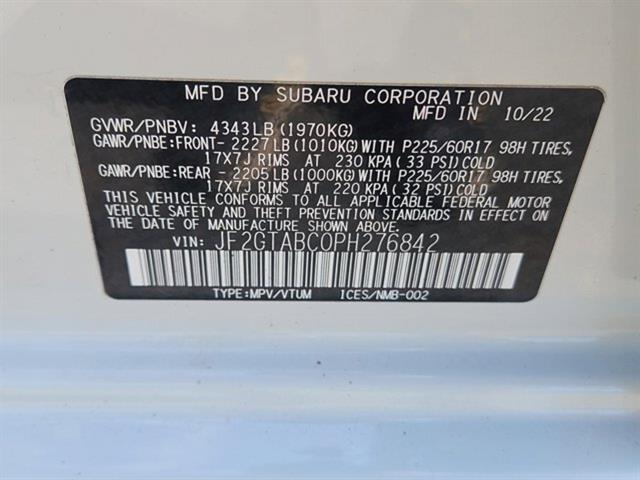 MFD BY SUBARU CORPORATION
MFD IN 10/22
GVWR/PNBV: 4343LB(1970KG)
GAWR/PNBE:FRONT-2227LB(1010KG)WITH P225/60R17 98H TIRES,
17X7J RIMS AT 230 KPA(33 PSI)COLD
GAWR/PNBE:REAR -2205LB(1000KG)WITH P225/60R17 98H TIRES,
17X7J RIMS AT 220 KPA(32 PSI)COLD
THIS VEHICLE CONFORMS TO ALL APPLICABLE FEDERAL MOTOR
VEHICLE SAFETY AND THEFT PREVENTION STANDARDS IN EFFECT ON
THE DATE OF MANUFACTURE SHOWN ABOVE.
VIN: JF2GTABC0PH276842
TYPE:MPV/VTUM ICES/NMB-002